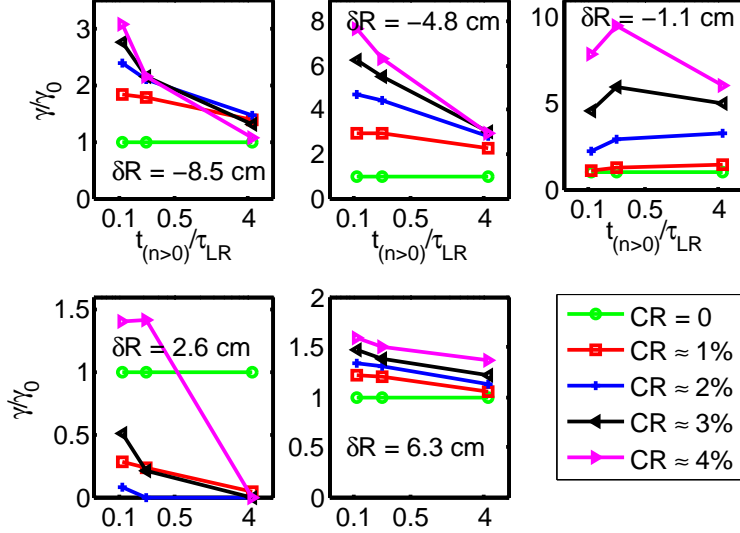 3
2
1
0
γ/γ₀
δR = −8.5 cm
0.1 0.5 4
t(n>0)/τLR
8
6
4
2
0
δR = −4.8 cm
0.1 0.5 4
t(n>0)/τLR
10
5
0
δR = −1.1 cm
0.1 0.5 4
t(n>0)/τLR
1.5
1
0.5
0
γ/γ₀
δR = 2.6 cm
0.1 0.5 4
2
1.5
1
0.5
0
δR = 6.3 cm
0.1 0.5 4
CR = 0
CR ≈ 1%
CR ≈ 2%
CR ≈ 3%
CR ≈ 4%